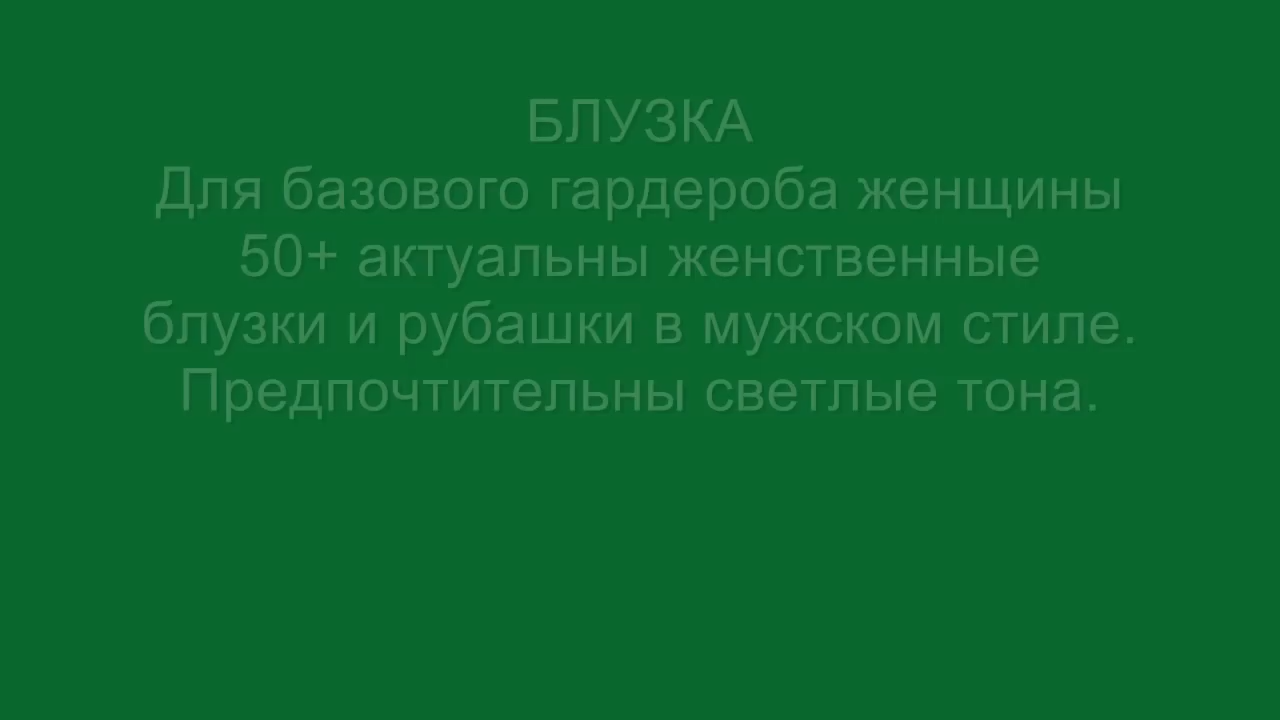 БЛУЗКА
Для базового гардероба женщины
50+ актуальны женственные
блузки и рубашки в мужском стиле.
Предпочтительны светлые тона.